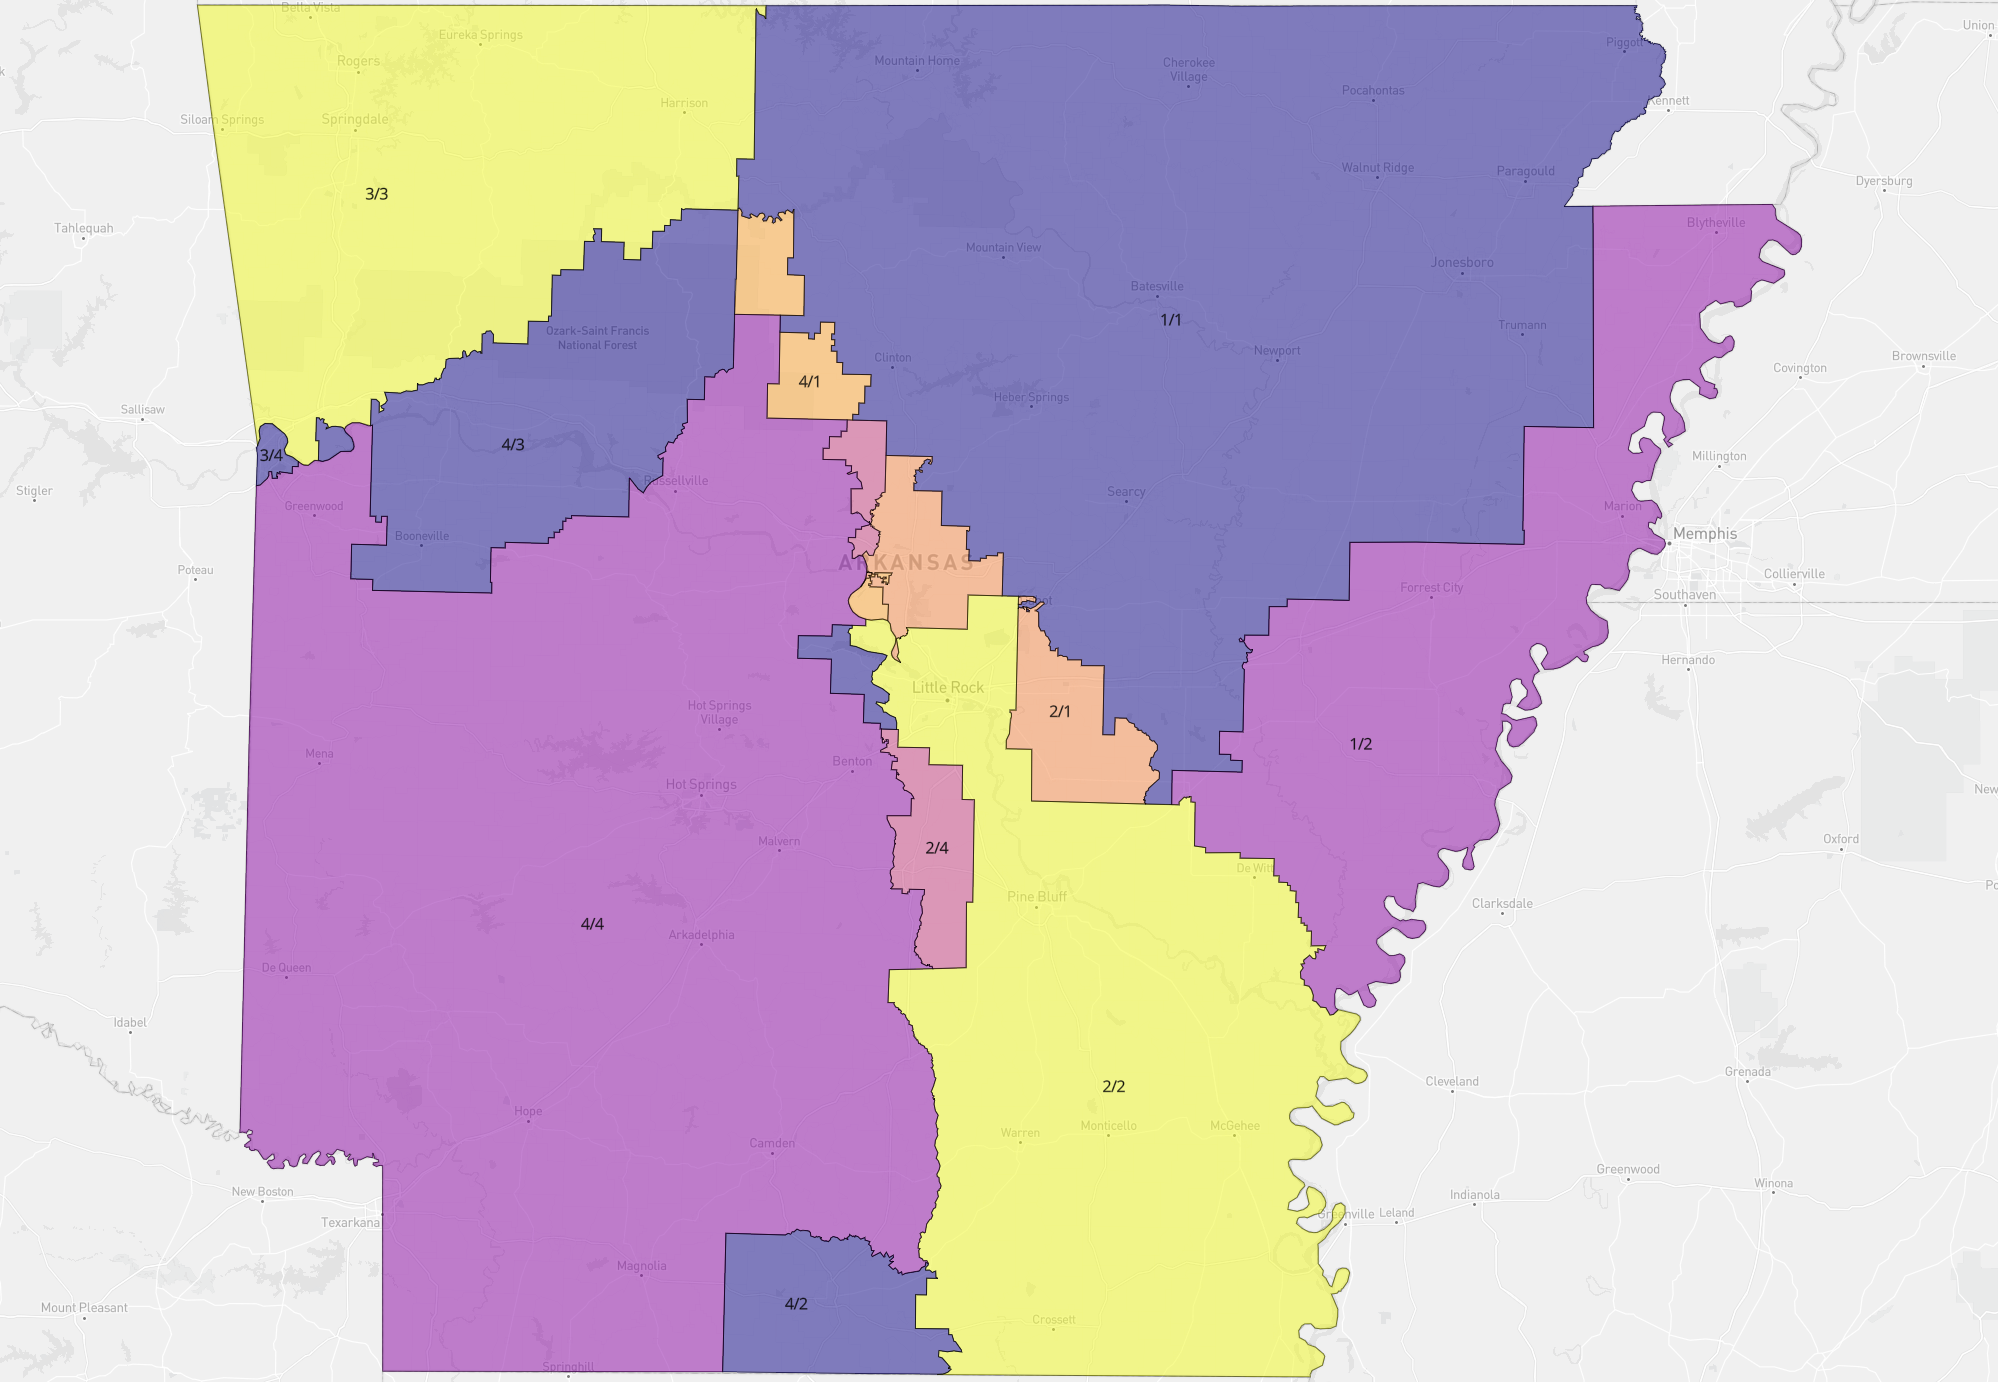 Bella Vista
Eureka Springs
Union
Piggott
Rogers
Mountain Home
Cherokee
Village
Pocahontas
Kennett
Harrison
Siloam Springs
Springdale
Walnut Ridge
Paragould
Dyersburg
3/3
Tahlequah
Blytheville
Mountain View
Jonesboro
Batesville
1/1
Ozark-Saint Francis
National Forest
Trumann
Newport
Brownsville
Clinton
Covington
4/1
Heber Springs
Sallisaw
4/3
3/4
Millington
Stigler
Russellville
Searcy
Greenwood
Marion
Booneville
Memphis
ARKANSAS
Poteau
Collierville
Forrest City
Southaven
Hernando
Little Rock
Hot Springs
Village
2/1
1/2
Mena
Benton
Hot Springs
New
Malvern
2/4
Oxford
De Witt
Pine Bluff
Clarksdale
4/4
Arkadelphia
De Queen
Idabel
Cleveland
Grenada
2/2
Hope
Warren
Monticello
McGehee
Camden
Greenwood
Winona
New Boston
Indianola
Texarkana
Greenville
Leland
Magnolia
Mount Pleasant
4/2
Crossett
Springhill